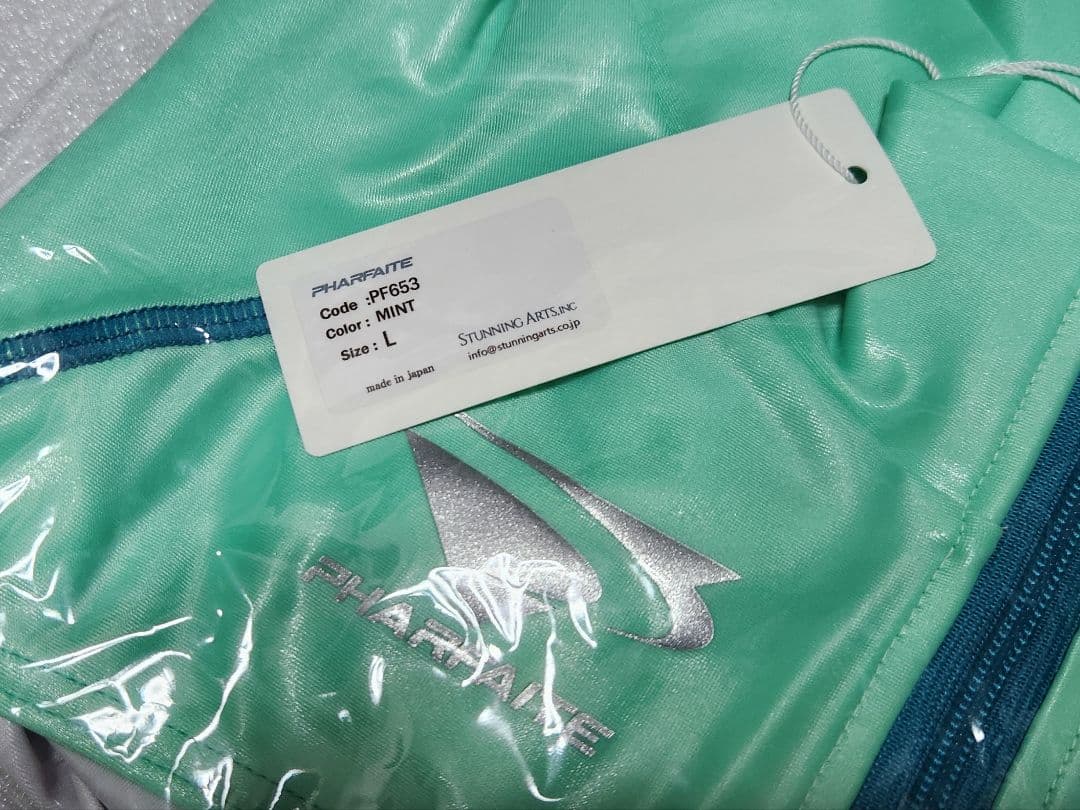 PHARFAITE
Code :PF653
Color : MINT
Size : L
made in japan
STUNNING ARTS,INC
info@stunningarts.co.jp
PHARFAITE